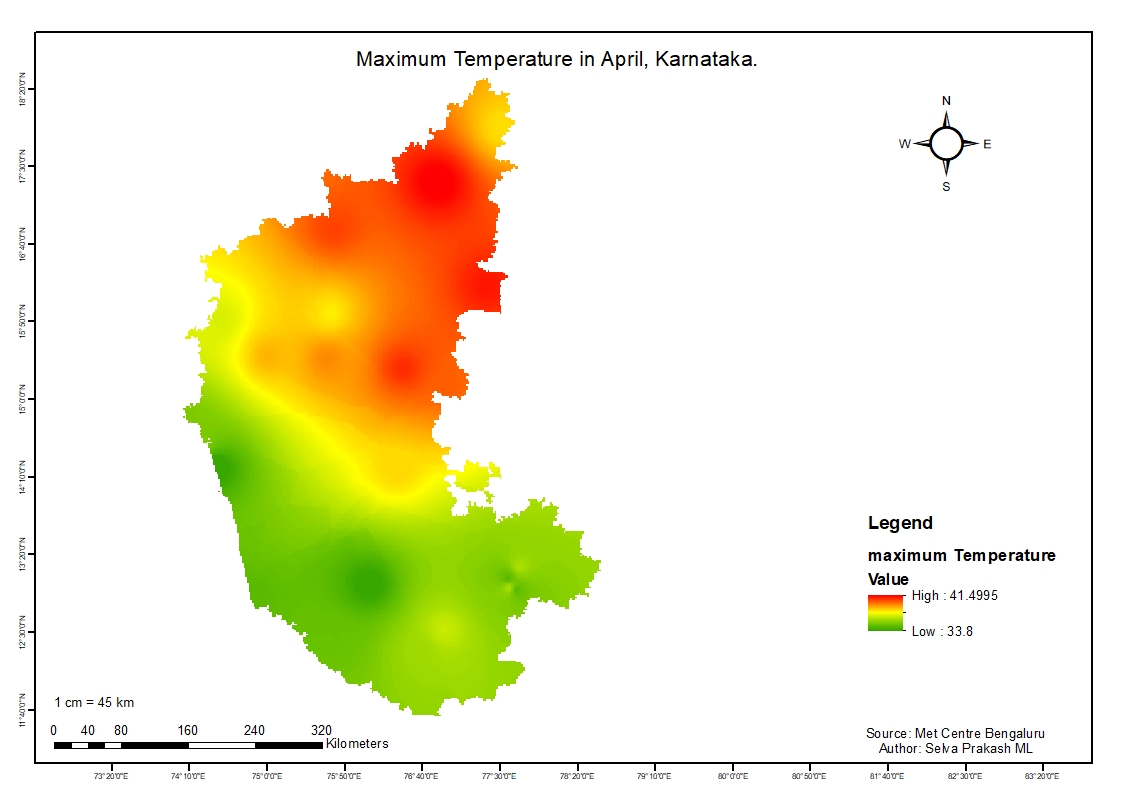 Maximum Temperature in April, Karnataka.
N
W E
S
18°20'0"N
17°30'0"N
16°40'0"N
15°50'0"N
15°0'0"N
14°10'0"N
13°20'0"N
12°30'0"N
11°40'0"N
Legend
maximum Temperature
Value
High : 41.4995
Low : 33.8
1 cm = 45 km
0 40 80 160 240 320
Kilometers
Source: Met Centre Bengaluru
Author: Selva Prakash ML
73°20'0"E 74°10'0"E 75°0'0"E 75°50'0"E 76°40'0"E 77°30'0"E 78°20'0"E 79°10'0"E 80°0'0"E 80°50'0"E 81°40'0"E 82°30'0"E 83°20'0"E